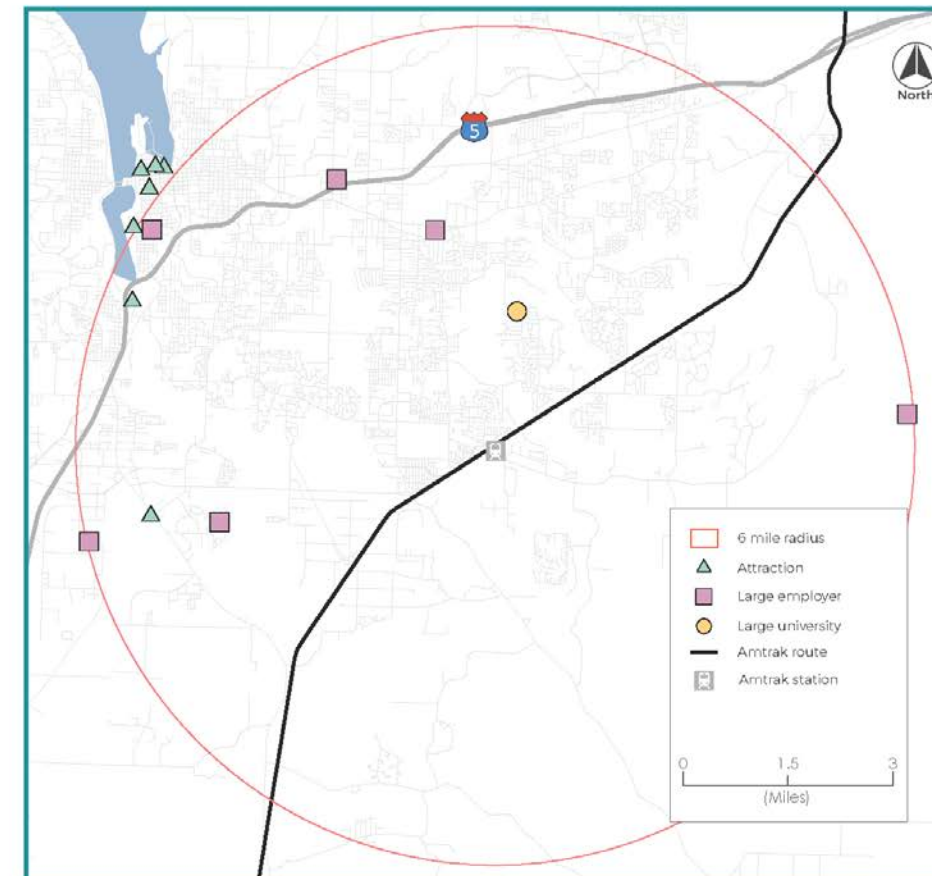 North
5
6 mile radius
Attraction
Large employer
Large university
Amtrak route
Amtrak station
0 1.5 3
(Miles)